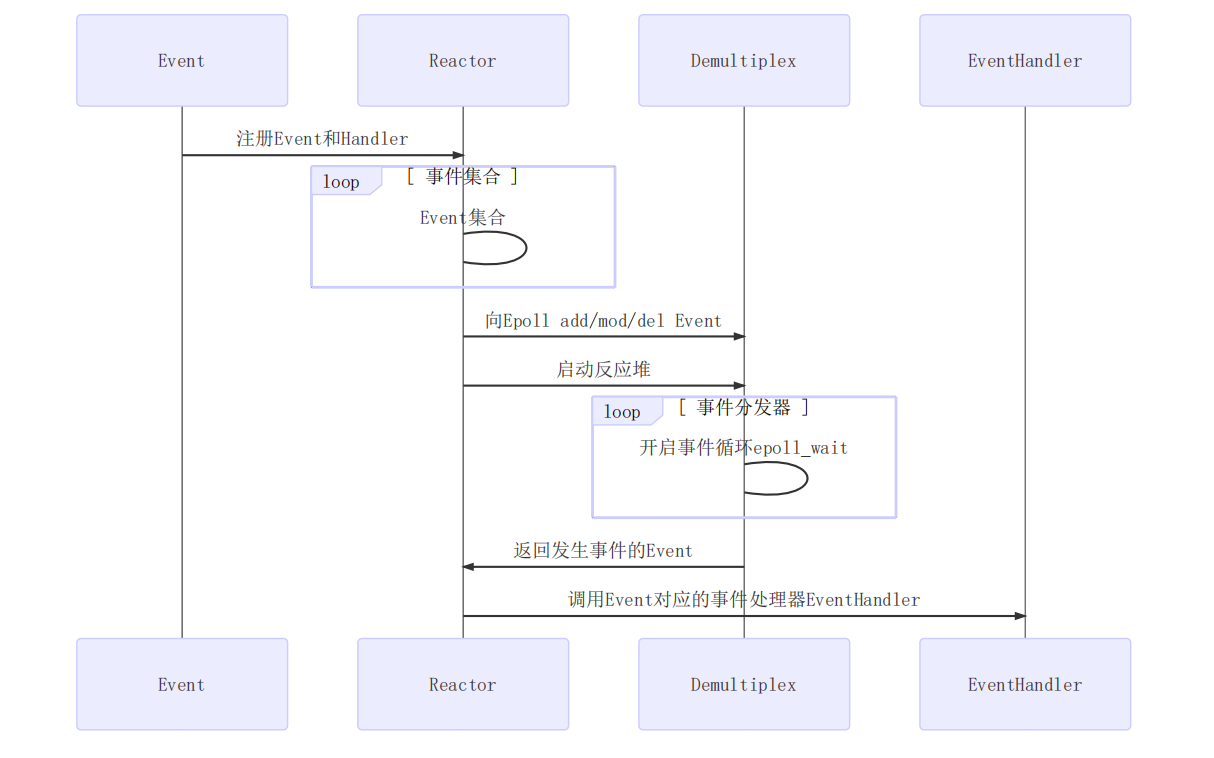 Event
Reactor
Demultiplex
EventHandler
注册Event和Handler
loop
[ 事件集合 ]
Event集合
向Epoll add/mod/del Event
启动反应堆
loop
[ 事件分发器 ]
开启事件循环epoll_wait
返回发生事件的Event
调用Event对应的事件处理器EventHandler
Event
Reactor
Demultiplex
EventHandler